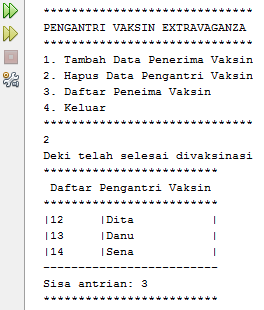 ******************************
PENGANTRI VAKSIN EXTRAVAGANZA
******************************
1. Tambah Data Penerima Vaksin
2. Hapus Data Pengantri Vaksin
3. Daftar Peneima Vaksin
4. Keluar
******************************
2
Deki telah selesai divaksinasi
*************************
 Daftar Pengantri Vaksin
*************************
|12     |Dita           |
|13     |Danu           |
|14     |Sena           |
-------------------------
Sisa antrian: 3
*************************